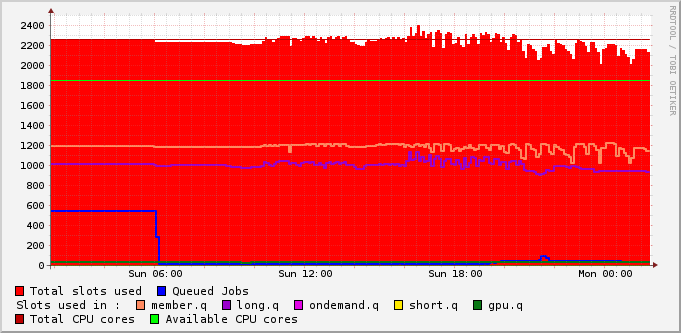 RRDTOOL / TOBI OETIKER
2400
2200
2000
1800
1600
1400
1200
1000
800
600
400
200
0
Sun 06:00 Sun 12:00 Sun 18:00 Mon 00:00
Total slots used Queued Jobs
Slots used in : member.q long.q ondemand.q short.q gpu.q
Total CPU cores Available CPU cores